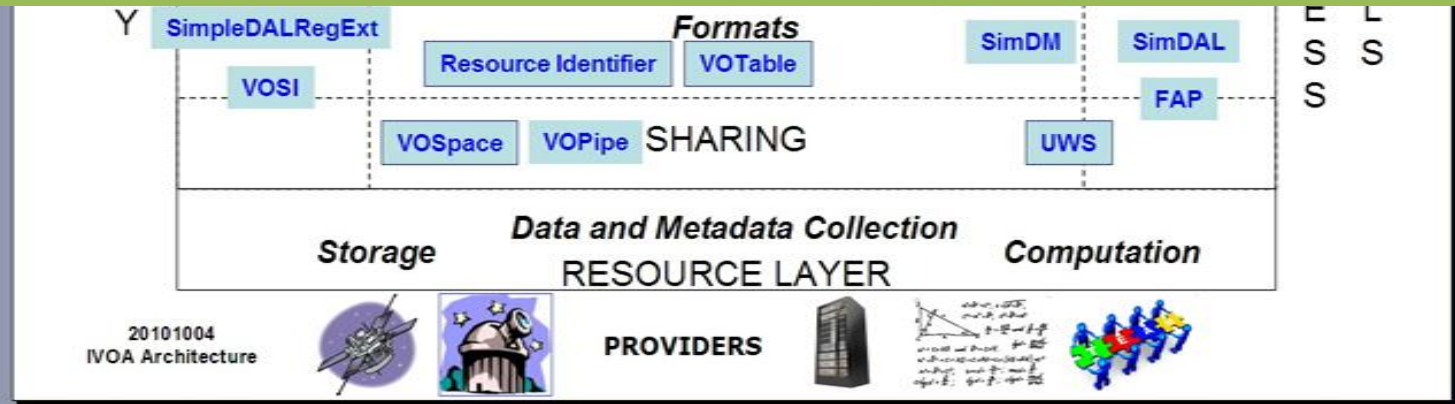 Y SimpleDALRegExt Formats SimDM SimDAL E L
Resource Identifier VOTable S S
VOSI FAP S
VOSpace VOPipe SHARING UWS
Data and Metadata Collection
Storage Computation
RESOURCE LAYER
20101004 PROVIDERS
IVOA Architecture